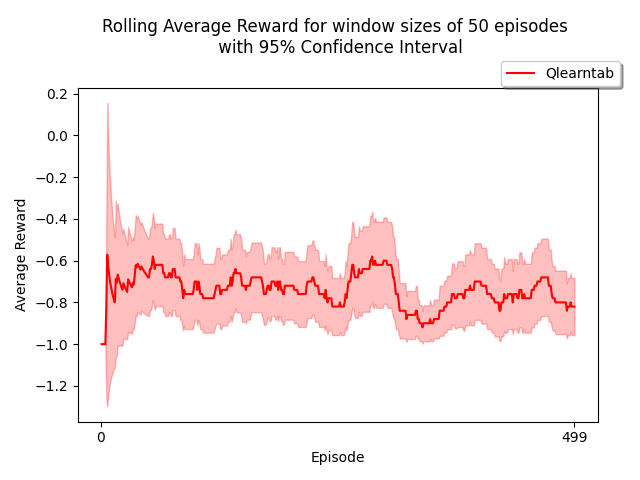 Rolling Average Reward for window sizes of 50 episodes
with 95% Confidence Interval
Qlearntab
0.2
0.0
−0.2
−0.4
−0.6
−0.8
−1.0
−1.2
Average Reward
0
499
Episode